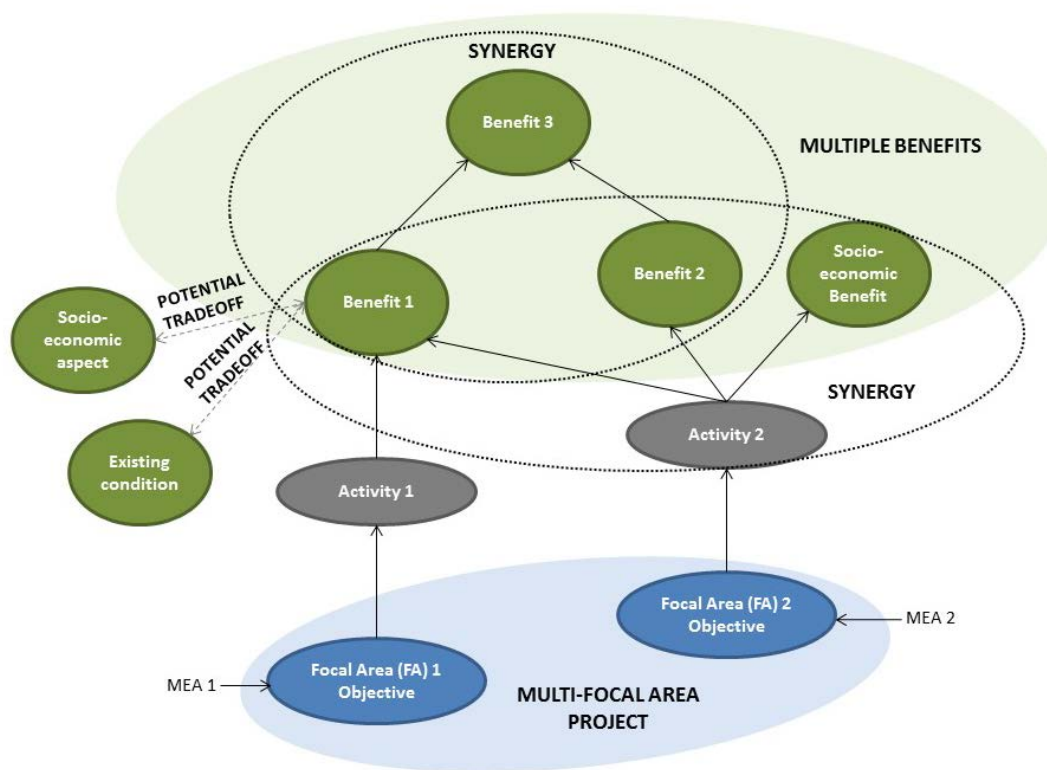 SYNERGY
Benefit 3
MULTIPLE BENEFITS
Benefit 1
Benefit 2
Socio-
economic
Benefit
POTENTIAL
TRADEOFF
Socio-
economic
aspect
POTENTIAL
TRADEOFF
SYNERGY
Existing
condition
Activity 2
Activity 1
Focal Area (FA) 2
Objective
MEA 2
Focal Area (FA) 1
Objective
MEA 1
MULTI-FOCAL AREA
PROJECT